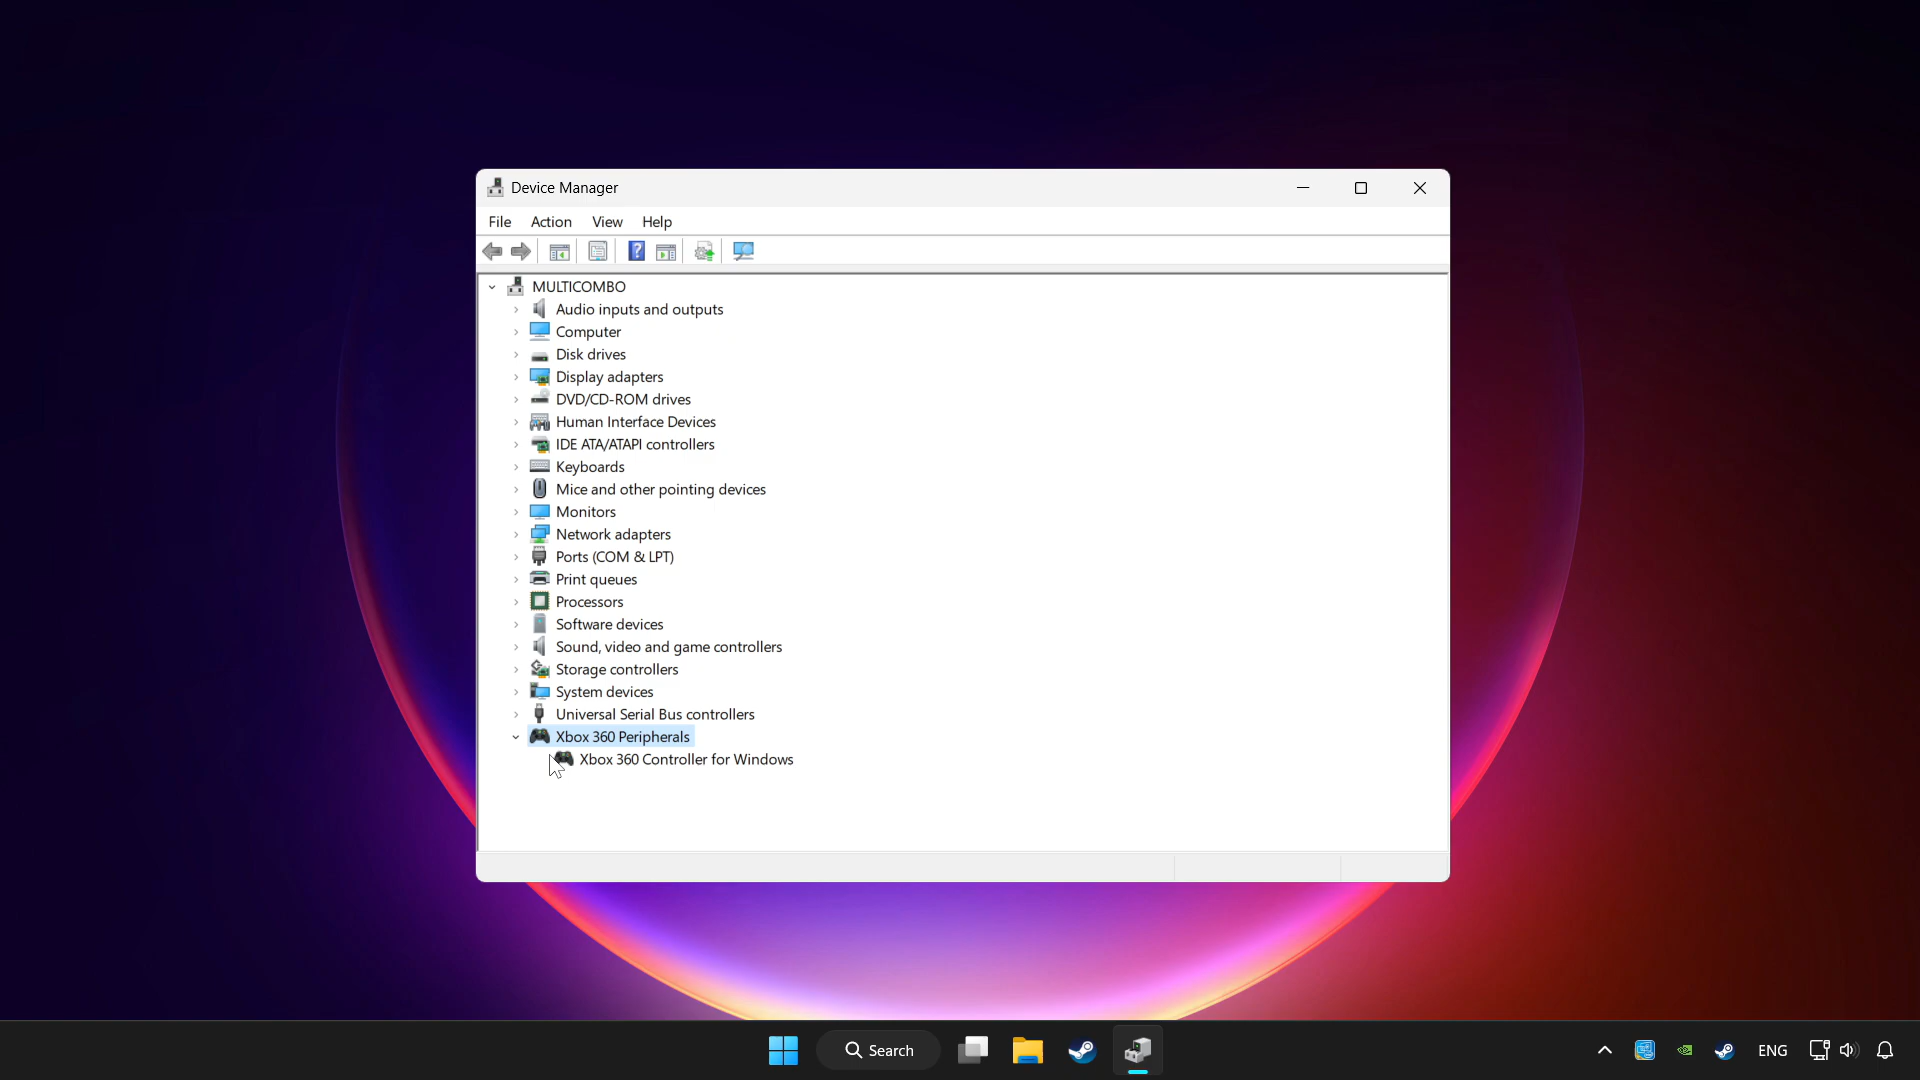 Device Manager
File Action View Help
MULTICOMBO
Audio inputs and outputs
Computer
Disk drives
Display adapters
DVD/CD-ROM drives
Human Interface Devices
IDE ATA/ATAPI controllers
Keyboards
Mice and other pointing devices
Monitors
Network adapters
Ports (COM & LPT)
Print queues
Processors
Software devices
Sound, video and game controllers
Storage controllers
System devices
Universal Serial Bus controllers
Xbox 360 Peripherals
Xbox 360 Controller for Windows
Search
ENG